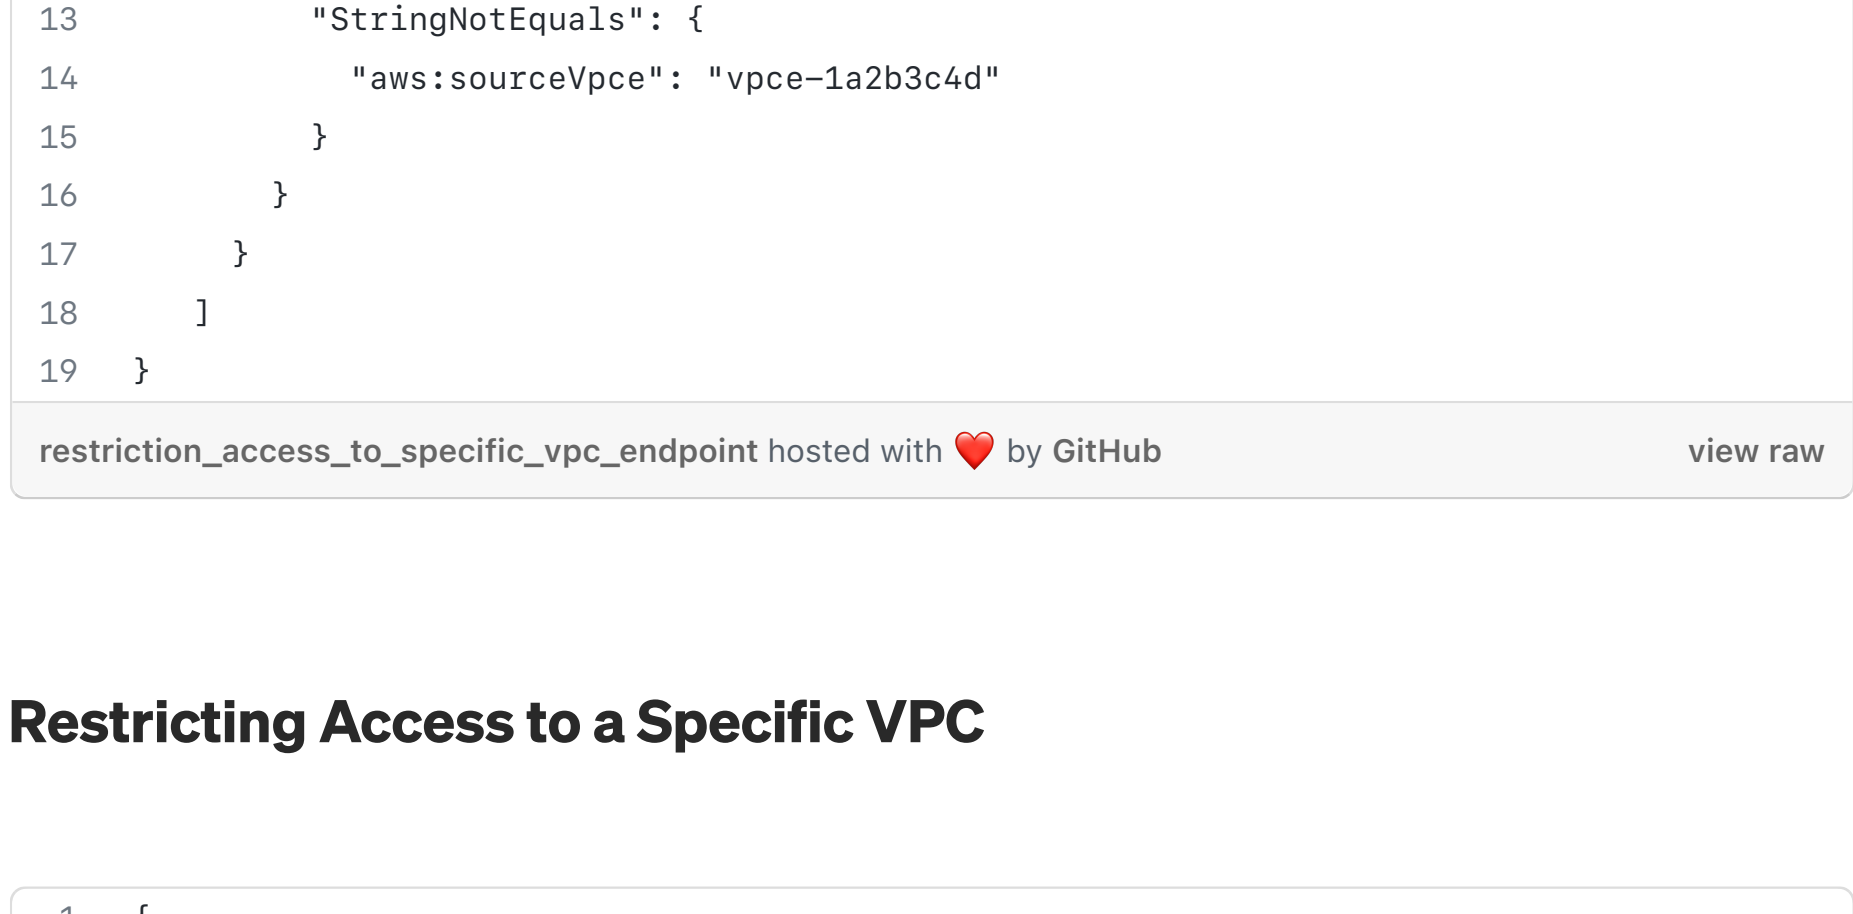 13 "StringNotEquals": {
14 "aws:sourceVpce": "vpce-1a2b3c4d"
15 }
16 }
17 }
18 ]
19 }
restriction_access_to_specific_vpc_endpoint hosted with ❤️ by GitHub view raw
Restricting Access to a Specific VPC
1 {